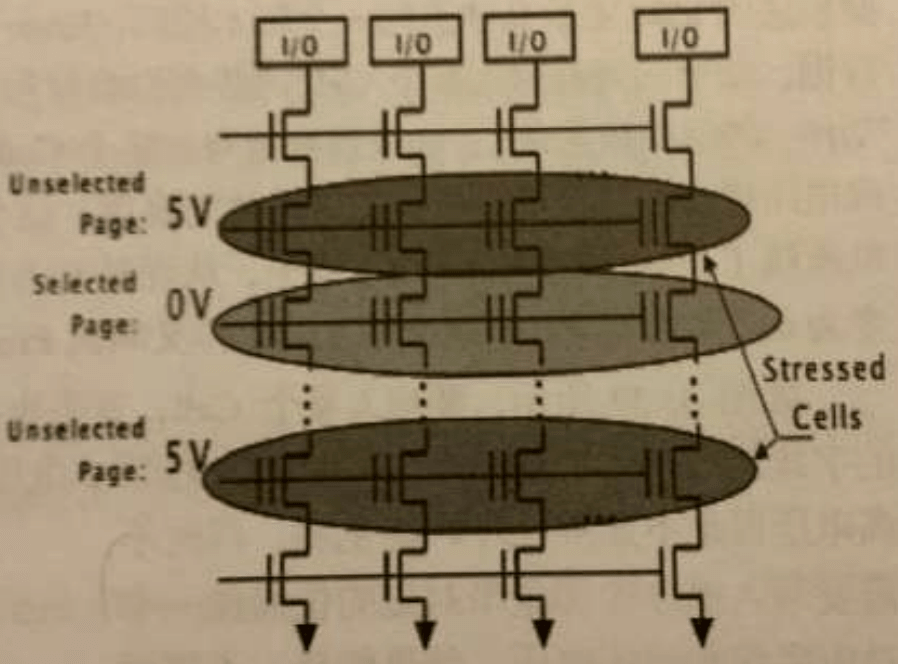 I/O I/O I/O I/O
Unselected
Page: 5V
Selected
Page: 0V
Stressed
Cells
Unselected
Page: 5V